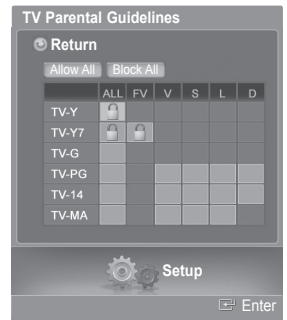 TV Parental Guidelines
Return
Allow All Block All
ALL FV V S L D
TV-Y
TV-Y7
TV-G
TV-PG
TV-14
TV-MA
Setup
Enter